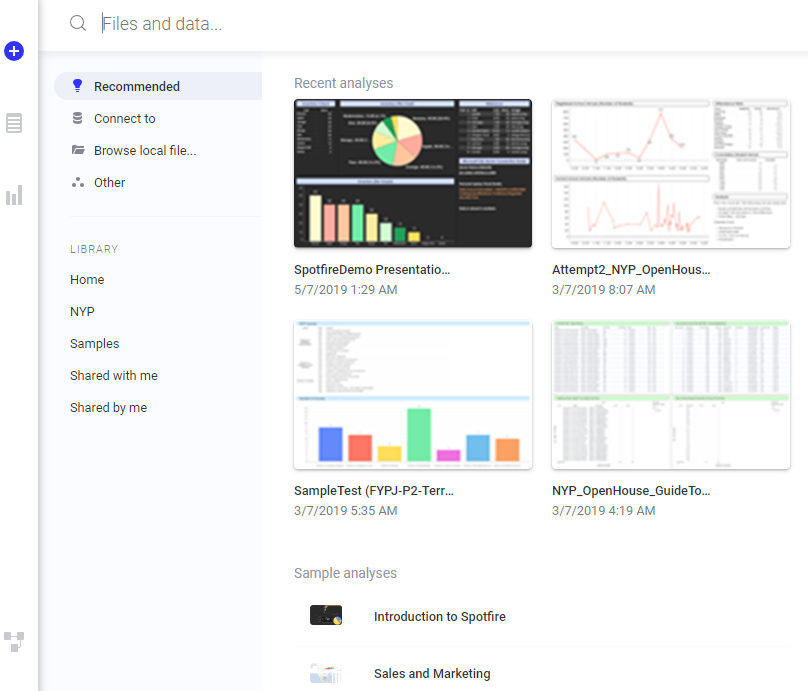 Files and data...
Recommended
Connect to
Browse local file...
Other
LIBRARY
Home
NYP
Samples
Shared with me
Shared by me
Recent analyses
SpotfireDemo Presentatio...
5/7/2019 1:29 AM
Attempt2_NYP_OpenHous...
3/7/2019 8:07 AM
SampleTest (FYPJ-P2-Terr...
3/7/2019 5:35 AM
NYP_OpenHouse_GuideTo...
3/7/2019 4:19 AM
Sample analyses
Introduction to Spotfire
Sales and Marketing